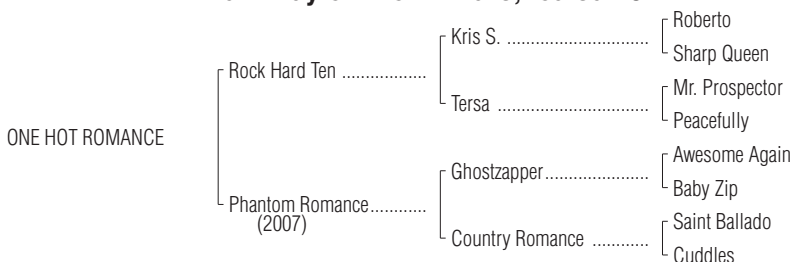 Roberto
Kris S. ............................
Sharp Queen
Rock Hard Ten ..................
Mr. Prospector
Tersa ................................
Peacefully
ONE HOT ROMANCE
Awesome Again
Ghostzapper......................
Baby Zip
Phantom Romance............
(2007)
Saint Ballado
Country Romance ............
Cuddles